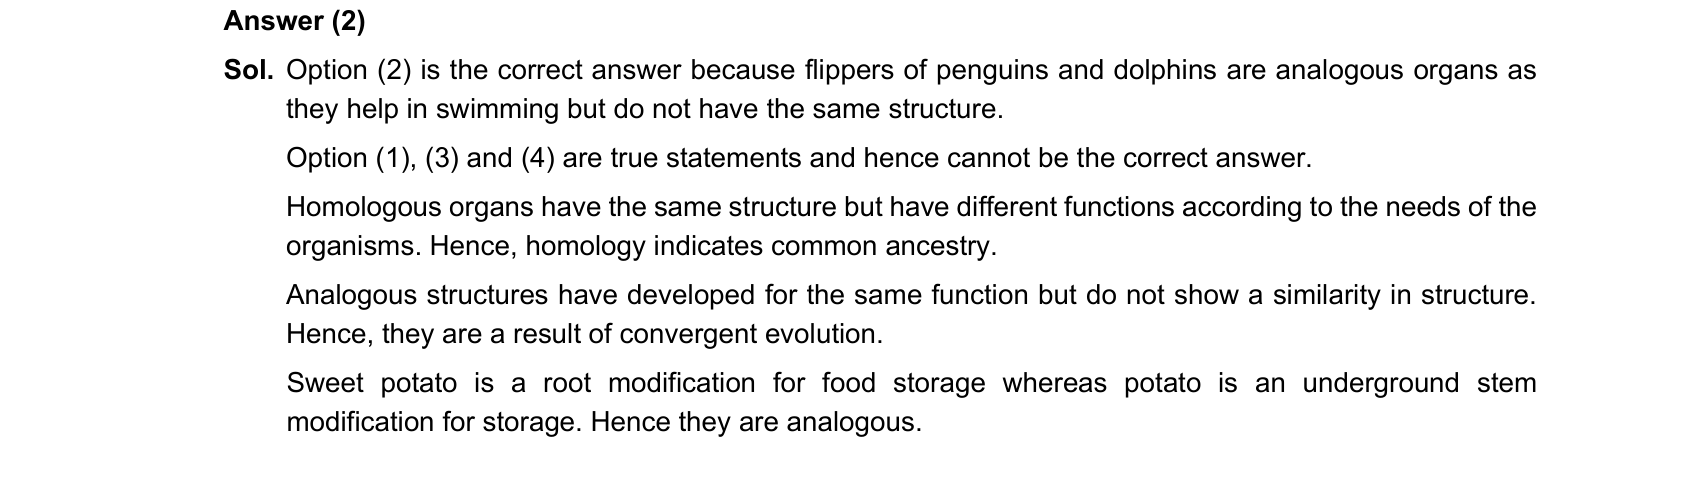 Answer (2)
Sol. Option (2) is the correct answer because flippers of penguins and dolphins are analogous organs as
they help in swimming but do not have the same structure.
Option (1), (3) and (4) are true statements and hence cannot be the correct answer.
Homologous organs have the same structure but have different functions according to the needs of the
organisms. Hence, homology indicates common ancestry.
Analogous structures have developed for the same function but do not show a similarity in structure.
Hence, they are a result of convergent evolution.
Sweet potato is a root modification for food storage whereas potato is an underground stem
modification for storage. Hence they are analogous.